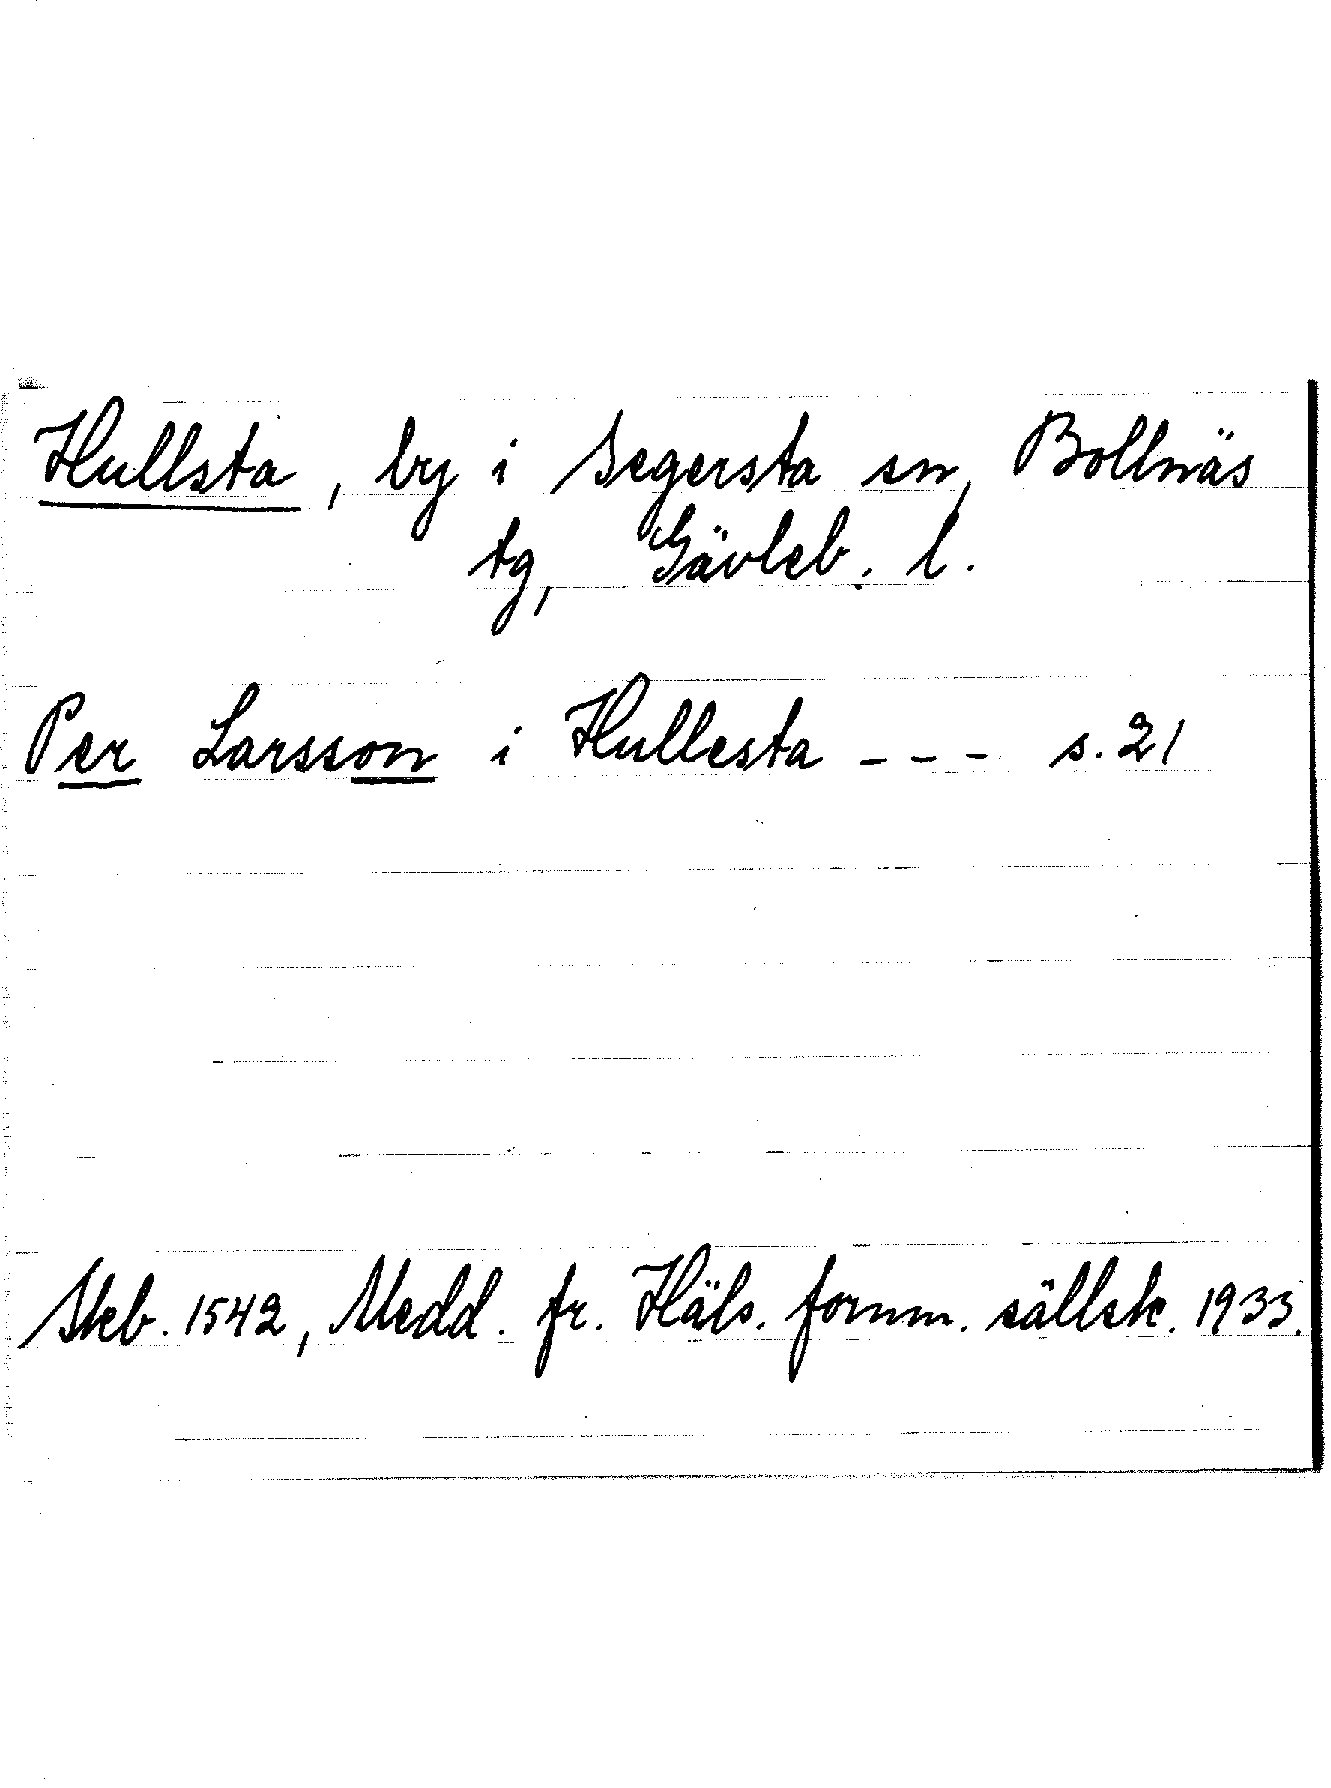 Hullsta, by i Segersta sn, Bollnäs
tg, Gävleb. l.
Per Larsson i Hullesta - - - s. 21
Skb. 1542, Medd. fr. Häls. fornm. sällsk. 1933.